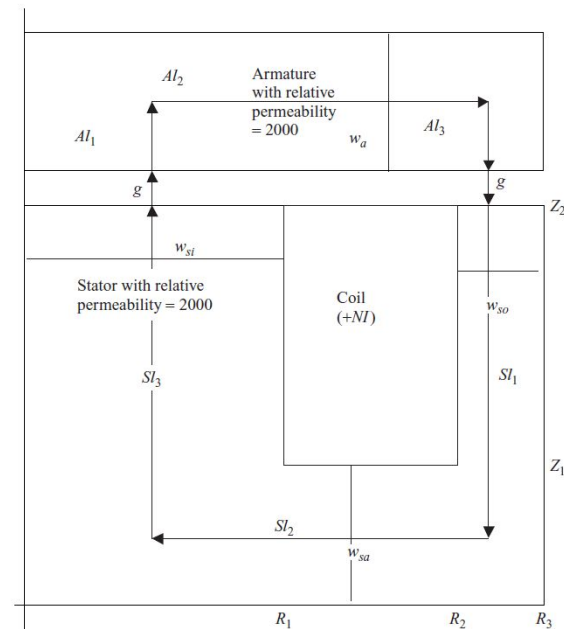 Al2
Armature
with relative
permeability
= 2000
Al1
wa
Al3
g
g
Z2
wsi
Stator with relative
permeability = 2000
Coil
(+NI)
wso
Sl3
Sl1
Z1
Sl2
wsa
R1
R2
R3